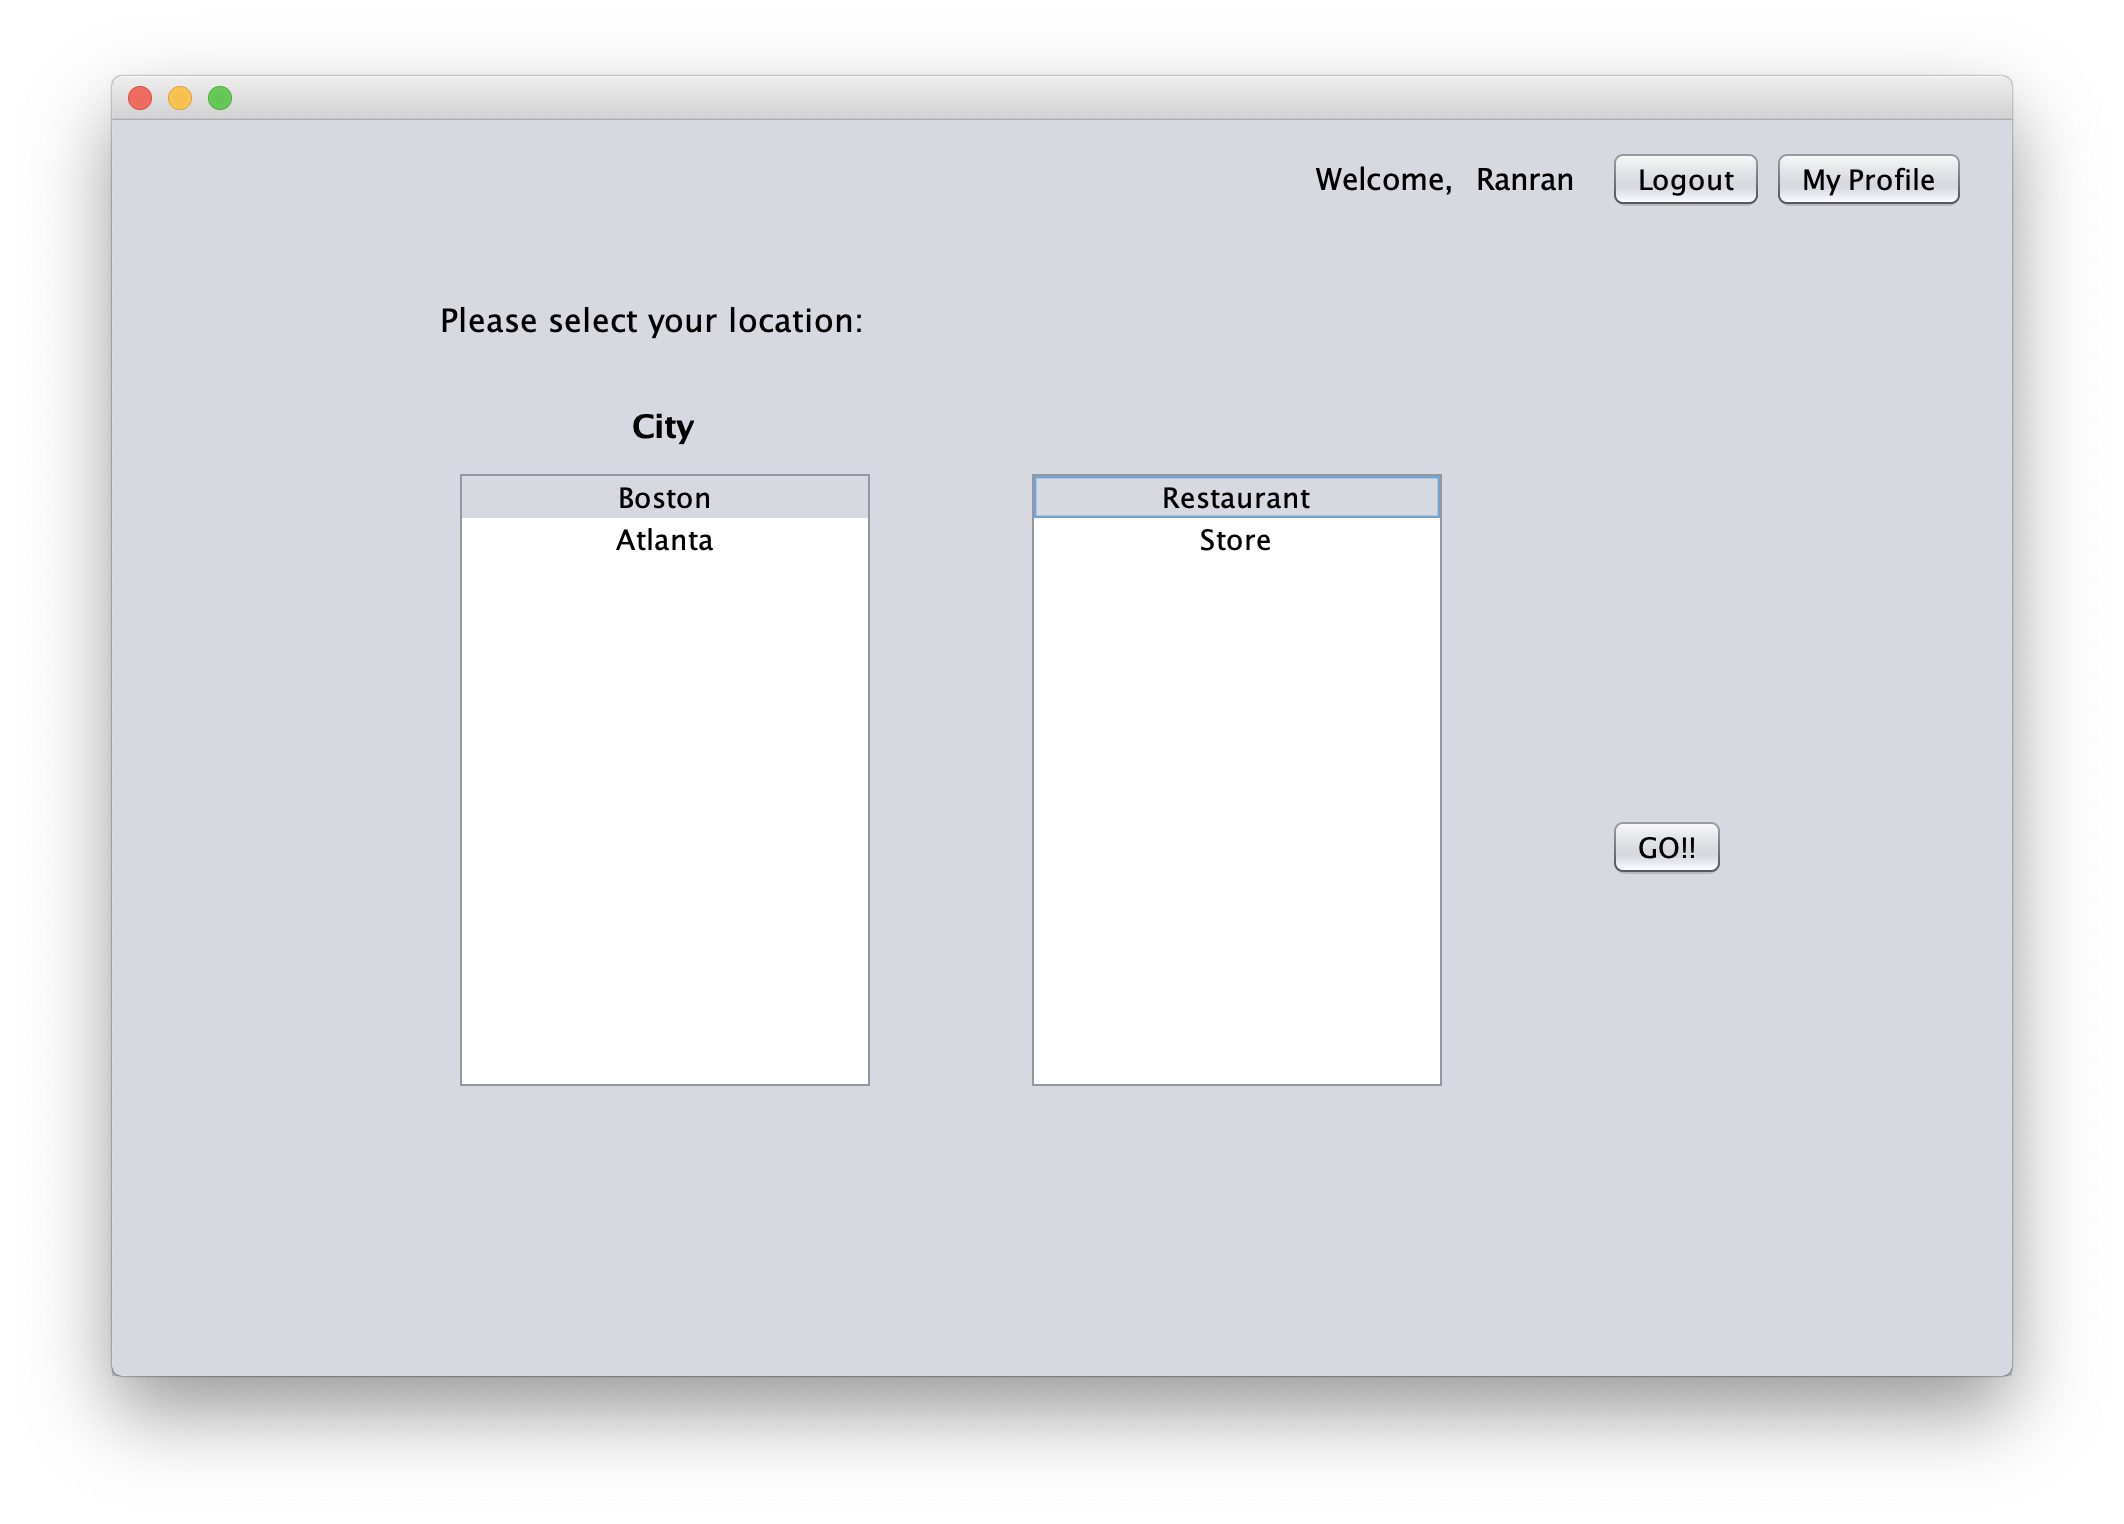 Welcome, Ranran Logout My Profile
Please select your location:
City
Boston Restaurant
Atlanta Store
GO!!